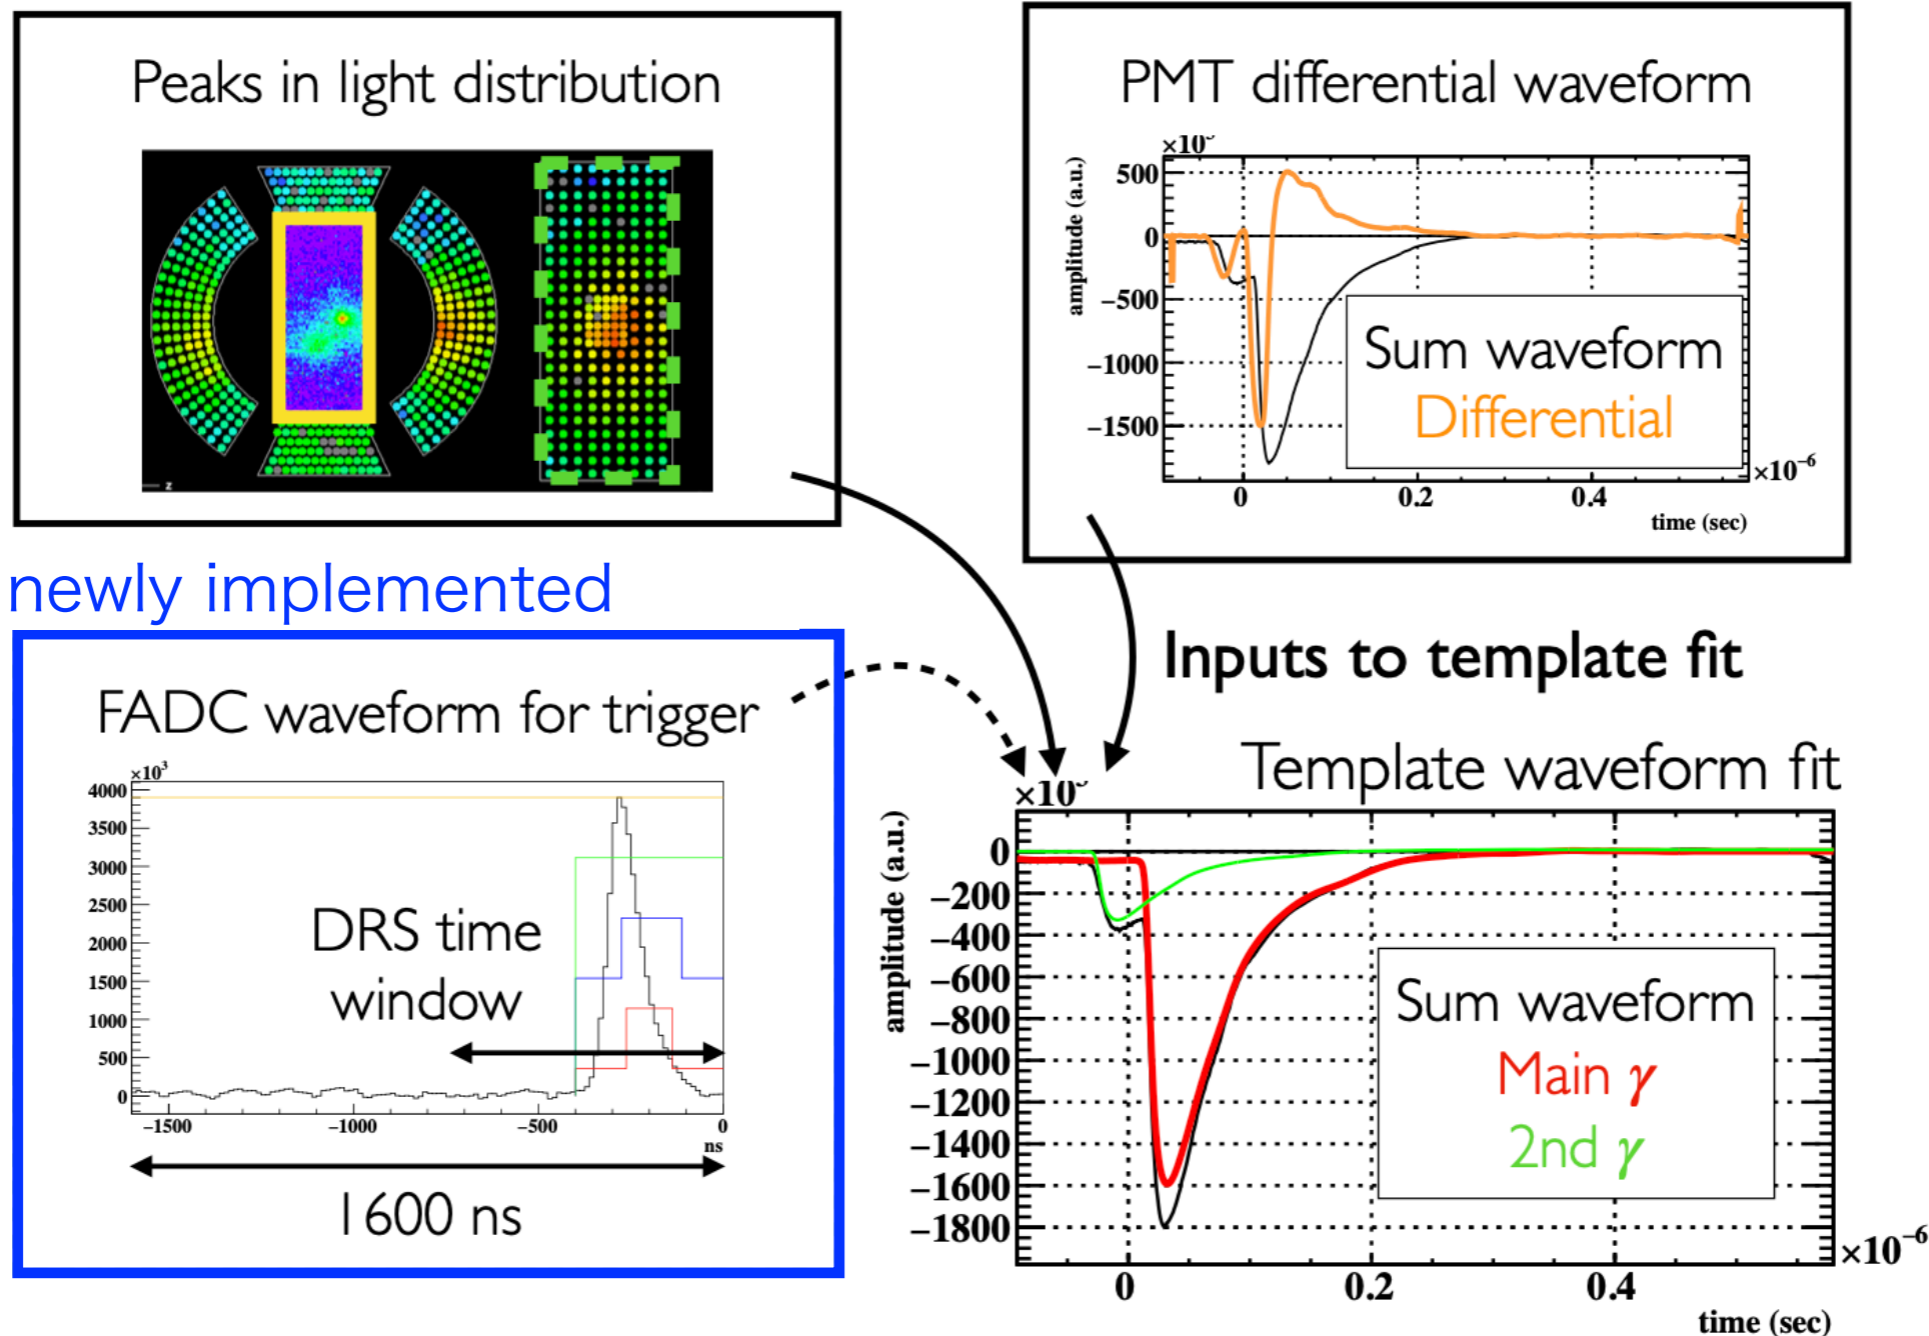 Peaks in light distribution
z
PMT differential waveform
amplitude (a.u.)
500
0
−500
−1000
−1500
Sum waveform
Differential
×10⁻⁶
0 0.2 0.4
time (sec)
newly implemented
FADC waveform for trigger
×10³
4000
3500
3000
2500
2000
1500
1000
500
0
DRS time
window
−1500 −1000 −500 0
ns
1600 ns
Inputs to template fit
Template waveform fit
amplitude (a.u.)
0
−200
−400
−600
−800
−1000
−1200
−1400
−1600
−1800
Sum waveform
Main γ
2nd γ
×10⁻⁶
0 0.2 0.4
time (sec)